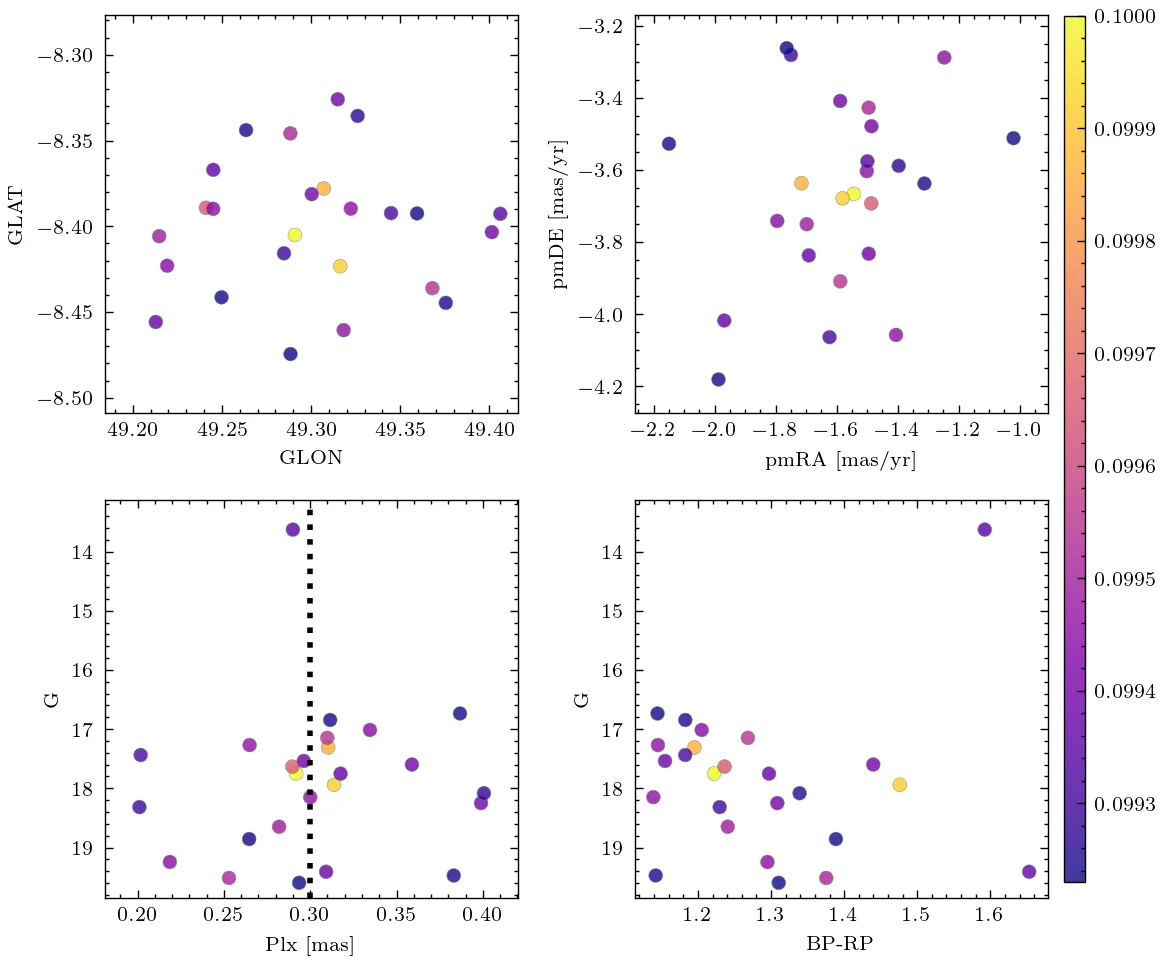 −8.30
−8.35
−8.40
−8.45
−8.50
GLAT
49.20 49.25 49.30 49.35 49.40
GLON
−3.2
−3.4
−3.6
−3.8
−4.0
−4.2
pmDE [mas/yr]
−2.2 −2.0 −1.8 −1.6 −1.4 −1.2 −1.0
pmRA [mas/yr]
14
15
16
17
18
19
G
0.20 0.25 0.30 0.35 0.40
Plx [mas]
14
15
16
17
18
19
G
1.2 1.3 1.4 1.5 1.6
BP-RP
0.1000
0.0999
0.0998
0.0997
0.0996
0.0995
0.0994
0.0993